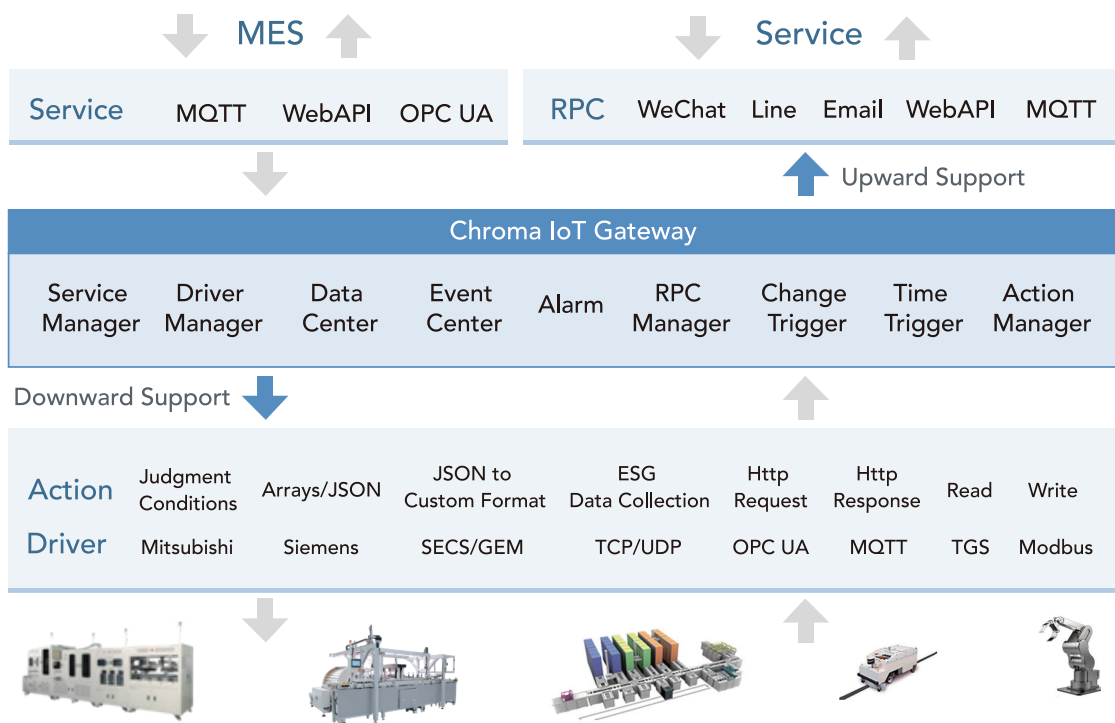 MES
Service
Service MQTT WebAPI OPC UA
RPC WeChat Line Email WebAPI MQTT
Upward Support
Chroma IoT Gateway
Service Manager
Driver Manager
Data Center
Event Center
Alarm
RPC Manager
Change Trigger
Time Trigger
Action Manager
Downward Support
Action
Judgment Conditions
Arrays/JSON
JSON to Custom Format
ESG Data Collection
Http Request
Http Response
Read
Write
Driver
Mitsubishi
Siemens
SECS/GEM
TCP/UDP
OPC UA
MQTT
TGS
Modbus